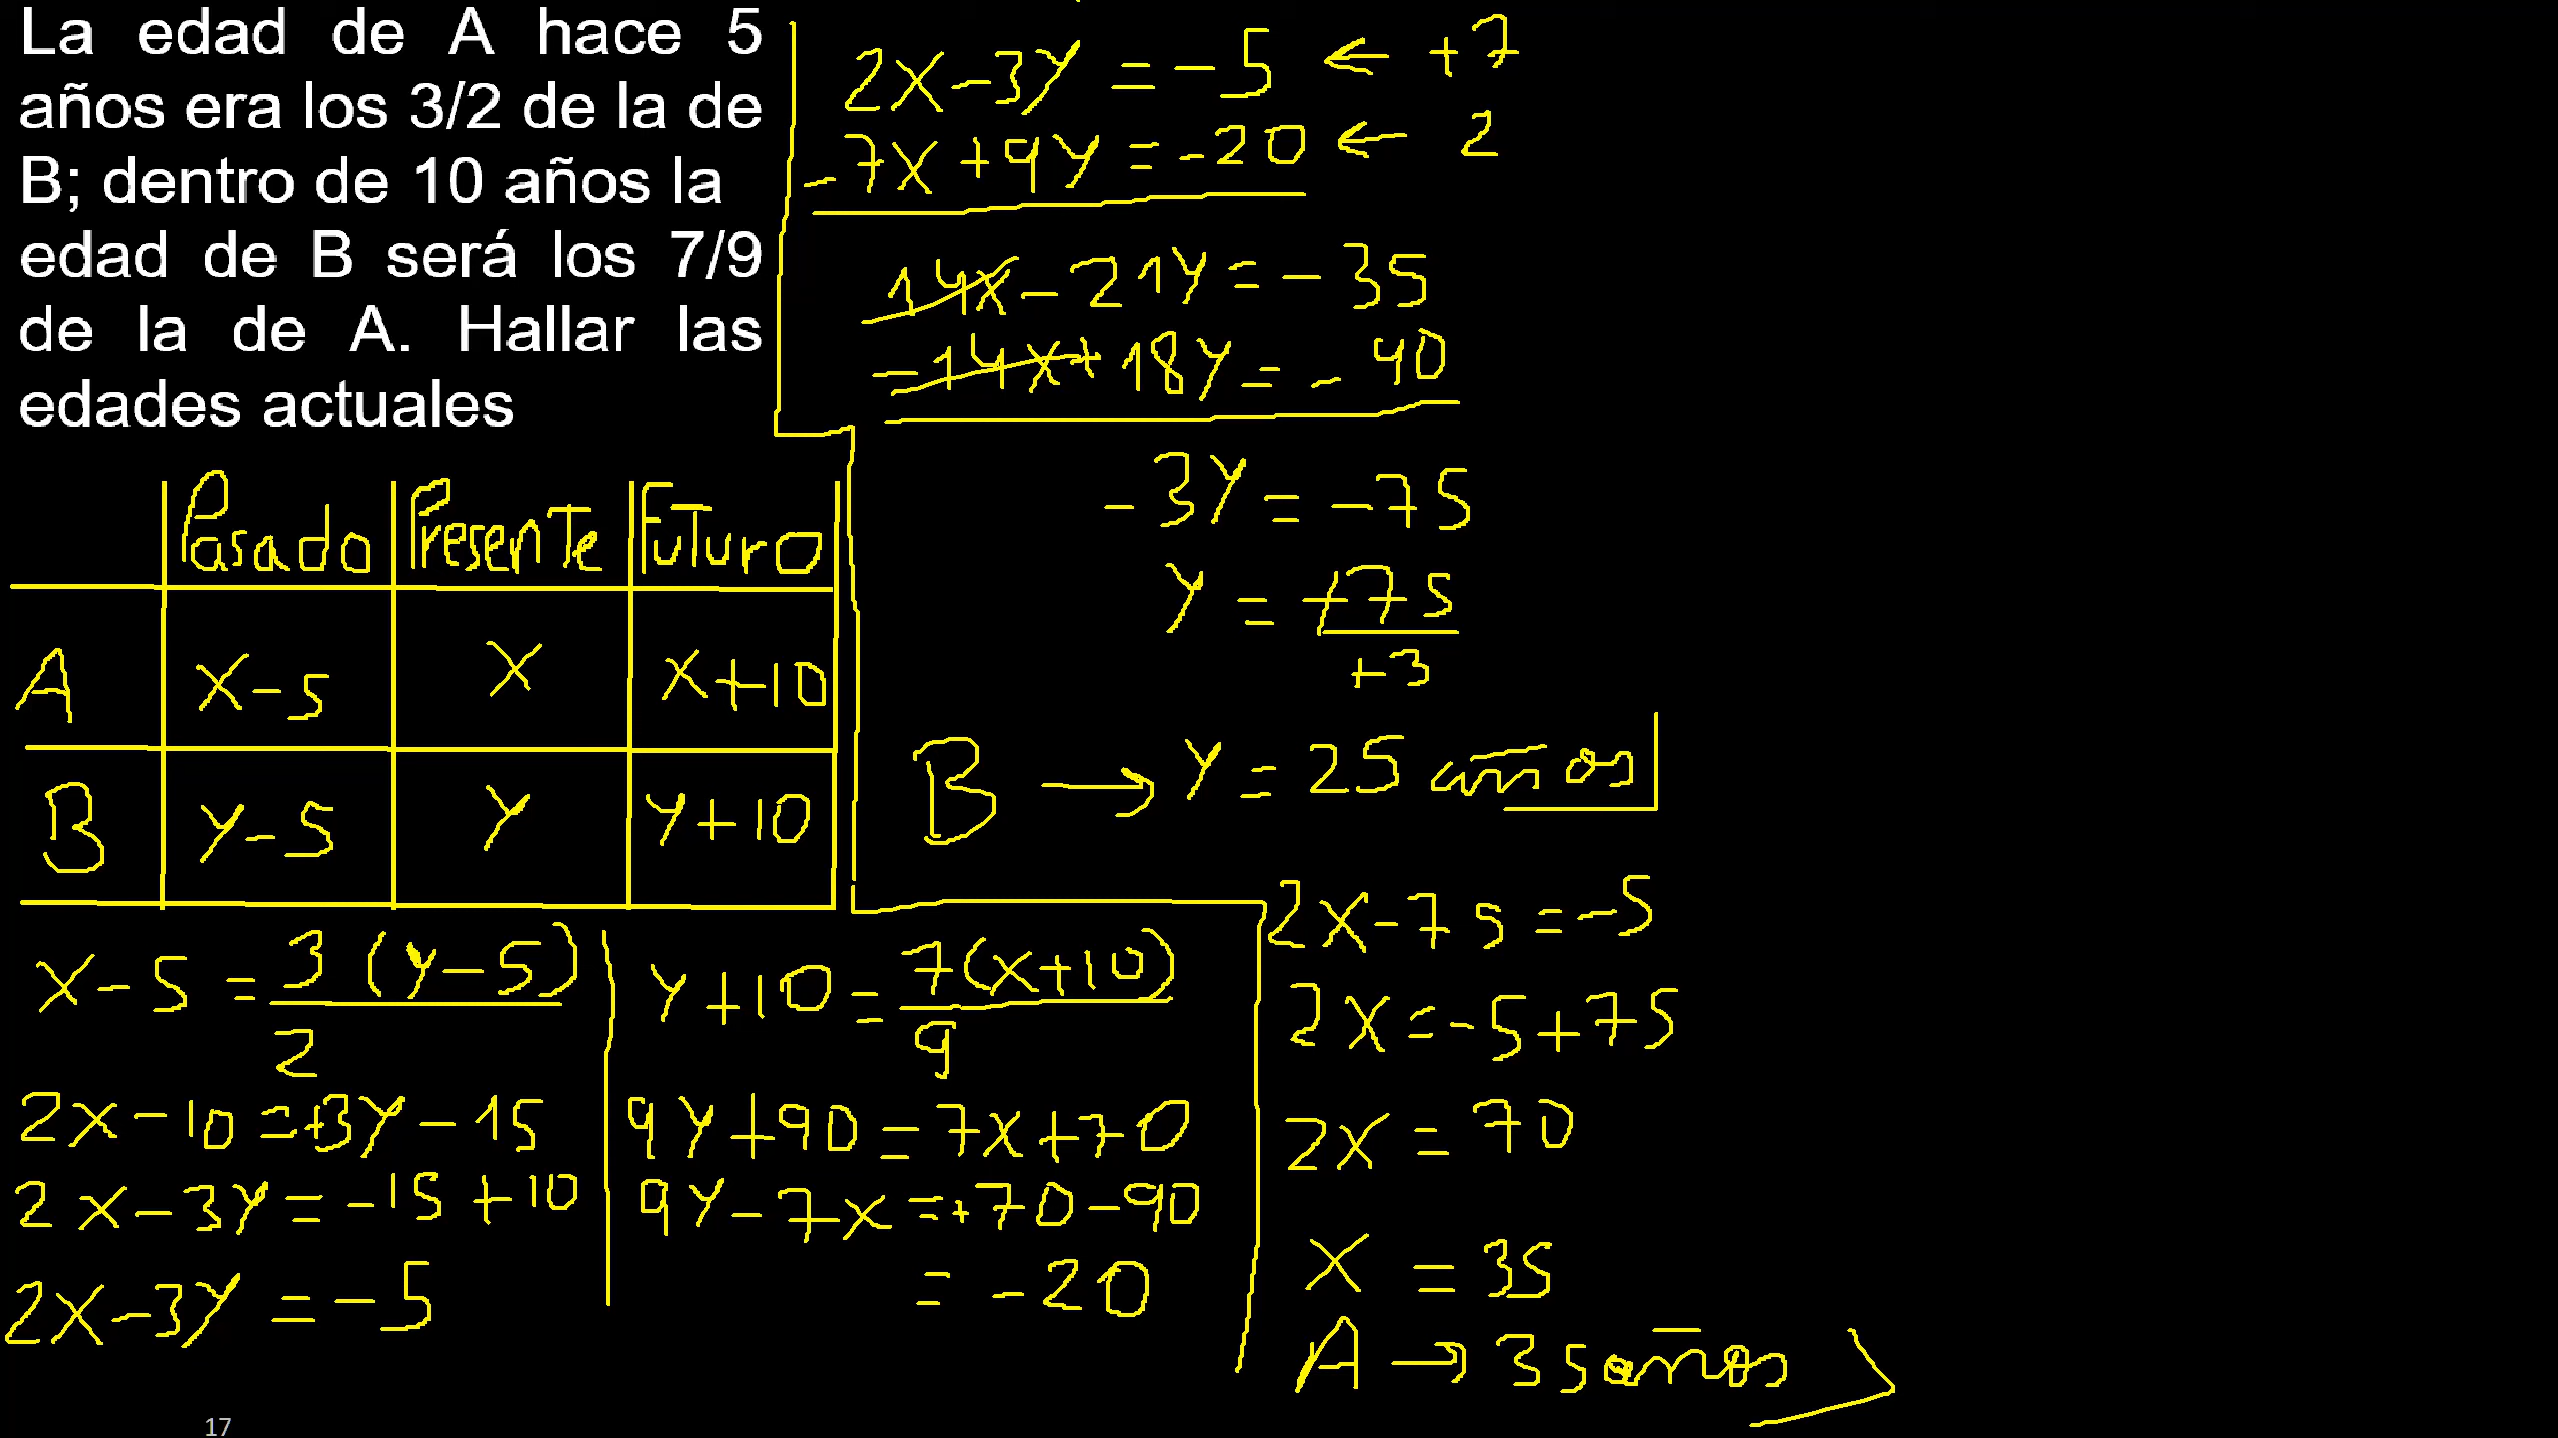 La edad de A hace 5
años era los 3/2 de la de
B; dentro de 10 años la
edad de B será los 7/9
de la de A. Hallar las
edades actuales
Pasado Presente Futuro
A x-5 x x+10
B y-5 y y+10
x-5 = 3(y-5)/2
2x-10=+3y-15
2x-3y=-15+10
2x-3y=-5
y+10=7(x+10)/9
9y+90=7x+70
9y-7x=+70-90
= -20
2x-3y=-5 ← +7
-7x+9y=-20 ← 2
14x-21y=-35
-14x+18y=-40
-3y=-75
y=+75/+3
B → y=25 años
2x-75=-5
2x=-5+75
2x=70
x=35
A → 35 años
17